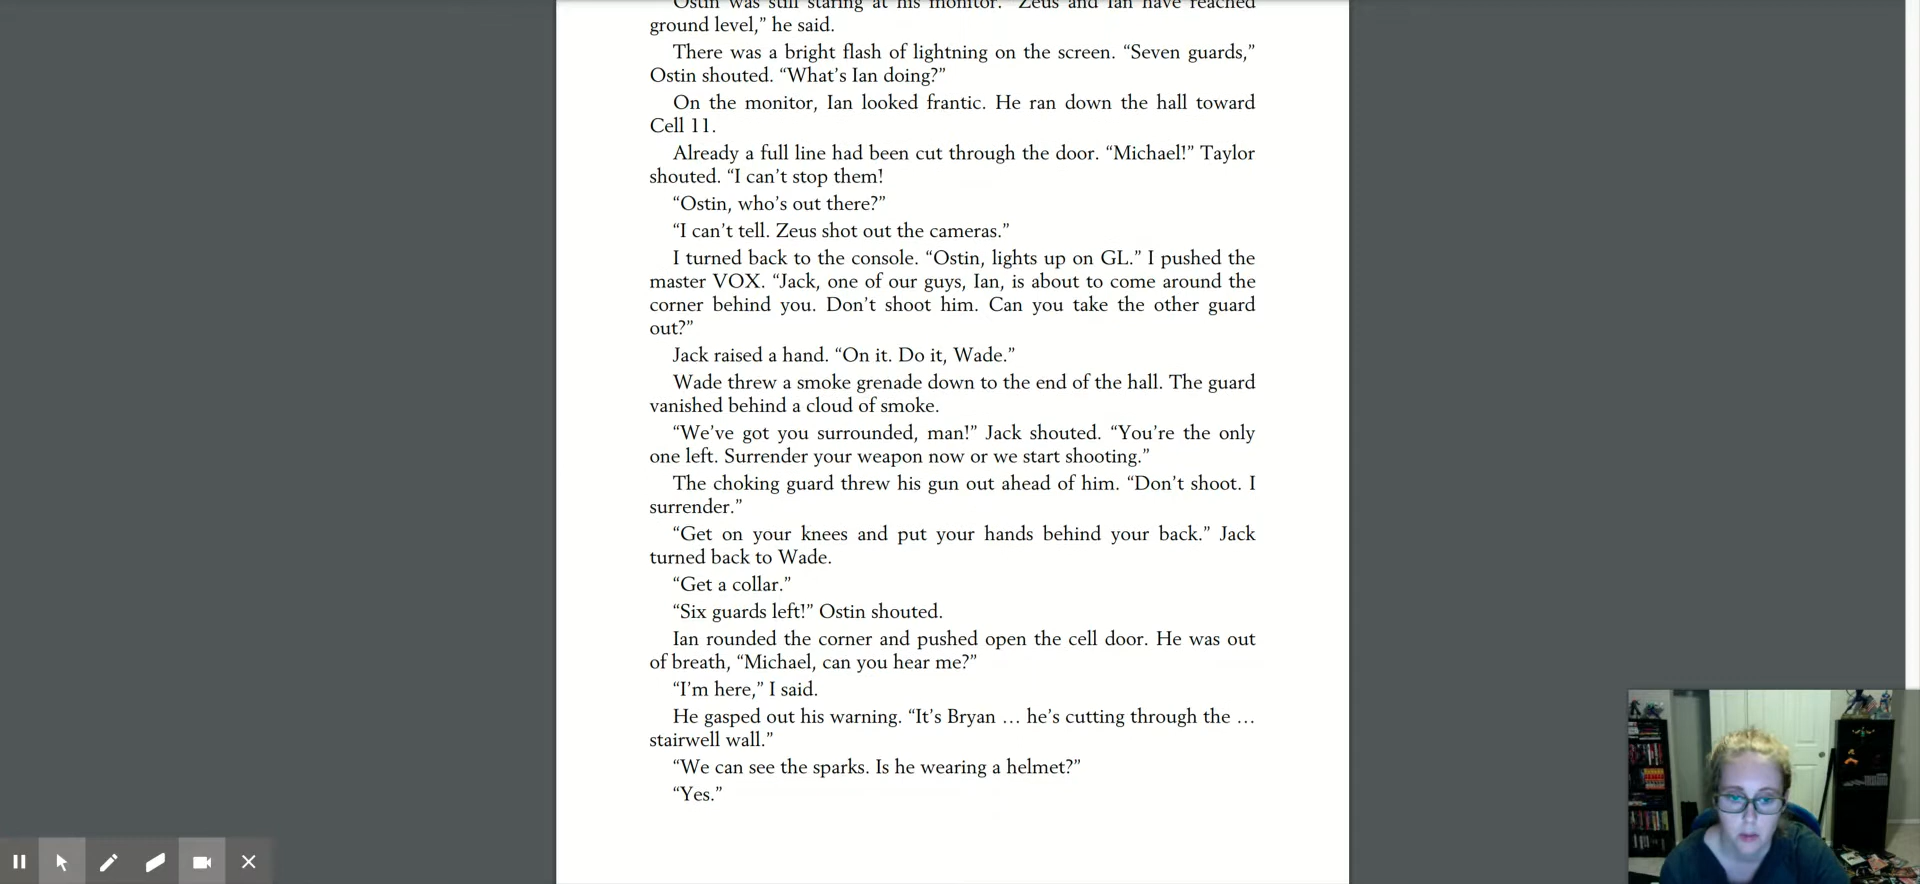 Ostin was still staring at his monitor. “Zeus and Ian have reached
ground level,” he said.
There was a bright flash of lightning on the screen. “Seven guards,”
Ostin shouted. “What’s Ian doing?”
On the monitor, Ian looked frantic. He ran down the hall toward
Cell 11.
Already a full line had been cut through the door. “Michael!” Taylor
shouted. “I can’t stop them!
“Ostin, who’s out there?”
“I can’t tell. Zeus shot out the cameras.”
I turned back to the console. “Ostin, lights up on GL.” I pushed the
master VOX. “Jack, one of our guys, Ian, is about to come around the
corner behind you. Don’t shoot him. Can you take the other guard
out?”
Jack raised a hand. “On it. Do it, Wade.”
Wade threw a smoke grenade down to the end of the hall. The guard
vanished behind a cloud of smoke.
“We’ve got you surrounded, man!” Jack shouted. “You’re the only
one left. Surrender your weapon now or we start shooting.”
The choking guard threw his gun out ahead of him. “Don’t shoot. I
surrender.”
“Get on your knees and put your hands behind your back.” Jack
turned back to Wade.
“Get a collar.”
“Six guards left!” Ostin shouted.
Ian rounded the corner and pushed open the cell door. He was out
of breath, “Michael, can you hear me?”
“I’m here,” I said.
He gasped out his warning. “It’s Bryan … he’s cutting through the …
stairwell wall.”
“We can see the sparks. Is he wearing a helmet?”
“Yes.”